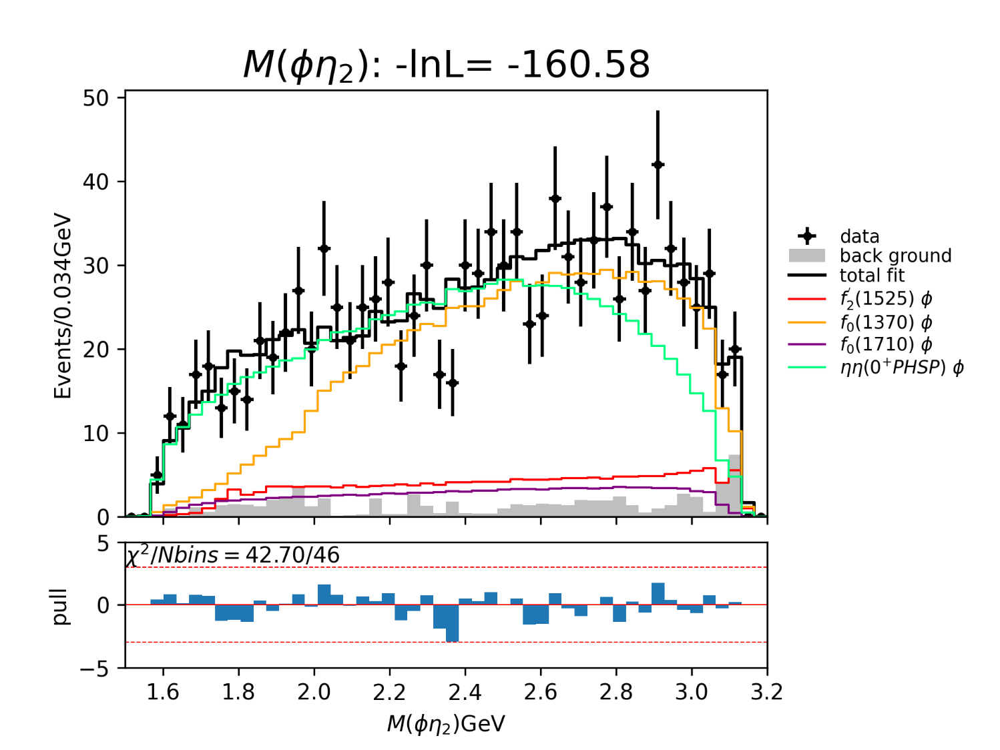 M(ϕη₂): -lnL= -160.58
50
40
30
20
10
0
Events/0.034GeV
data
back ground
total fit
f₂′(1525) ϕ
f₀(1370) ϕ
f₀(1710) ϕ
ηη(0⁺PHSP) ϕ
χ²/Nbins = 42.70/46
5
0
−5
pull
1.6 1.8 2.0 2.2 2.4 2.6 2.8 3.0 3.2
M(ϕη₂)GeV